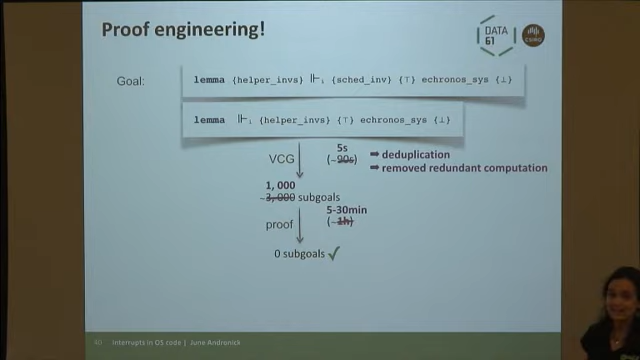 Proof engineering!
DATA
61
CSIRO
Goal:
lemma {helper_invs} ⊩ᵢ {sched_inv} {⊤} echronos_sys {⊥}
lemma ⊩ᵢ {helper_invs} {⊤} echronos_sys {⊥}
VCG
5s
(~90s)
➡ deduplication
➡ removed redundant computation
1, 000
~3, 000 subgoals
proof
5-30min
(~1h)
0 subgoals ✓
40 Interrupts in OS code | June Andronick